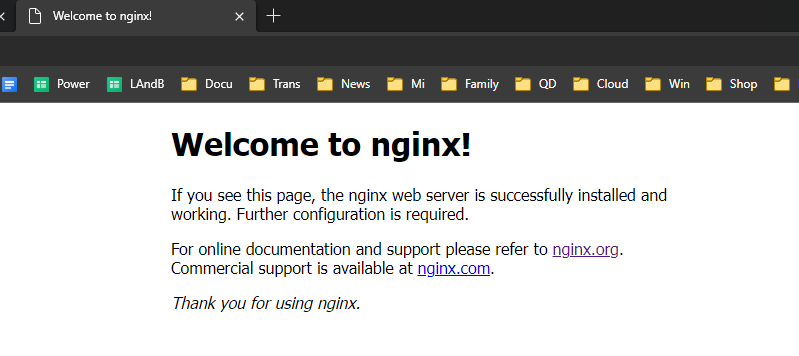 Welcome to nginx!
Power LAndB Docu Trans News Mi Family QD Cloud Win Shop
Welcome to nginx!
If you see this page, the nginx web server is successfully installed and
working. Further configuration is required.
For online documentation and support please refer to nginx.org.
Commercial support is available at nginx.com.
Thank you for using nginx.